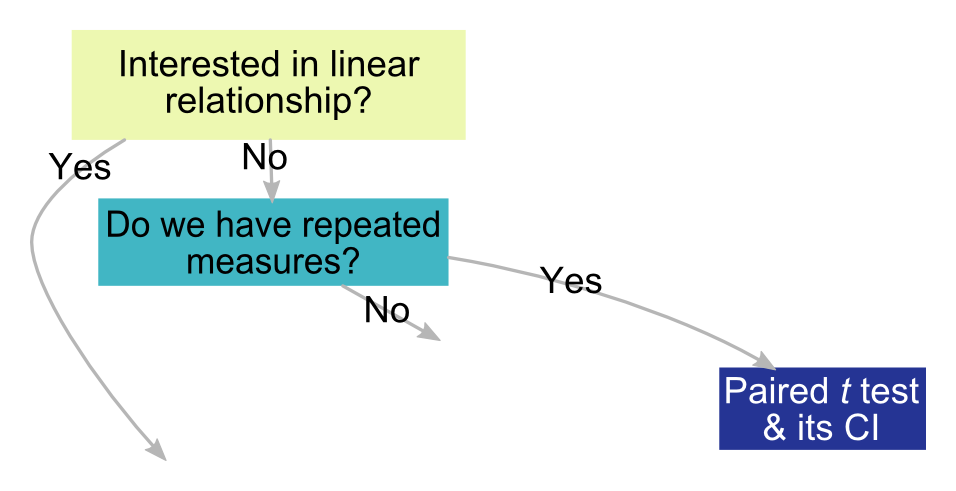 Interested in linear
relationship?
Yes
No
Do we have repeated
measures?
Yes
No
Paired t test
& its CI